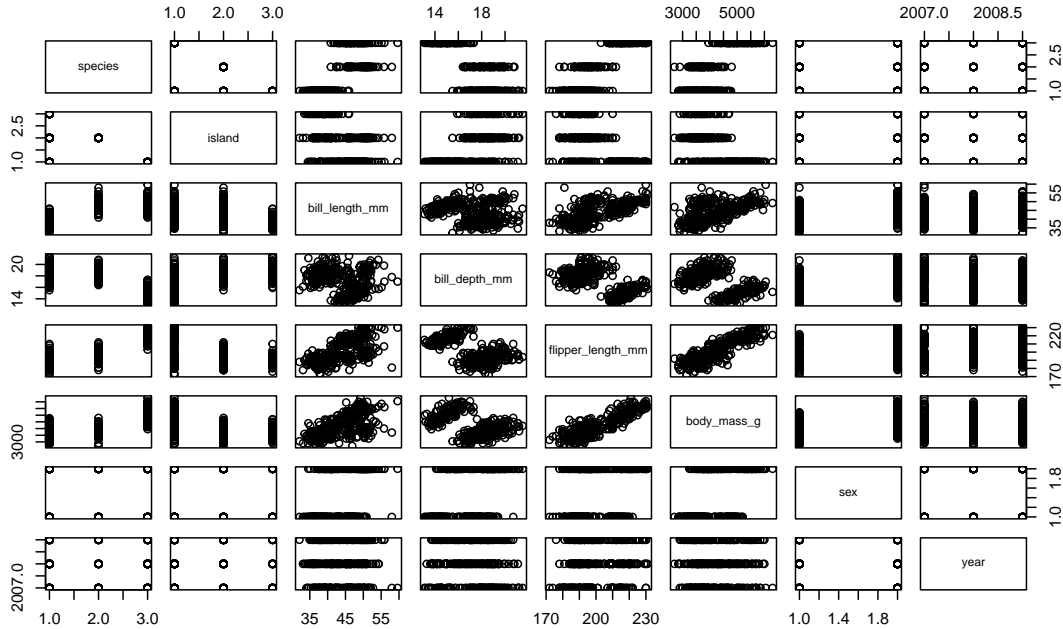 1.0 2.0 3.0 14 18 3000 5000 2007.0 2008.5
species 1.0 2.5
1.0 2.5 island
bill_length_mm 35 55
14 20 bill_depth_mm
flipper_length_mm 170 220
3000 body_mass_g
sex 1.0 1.8
2007.0 year
1.0 2.0 3.0 35 45 55 170 200 230 1.0 1.4 1.8